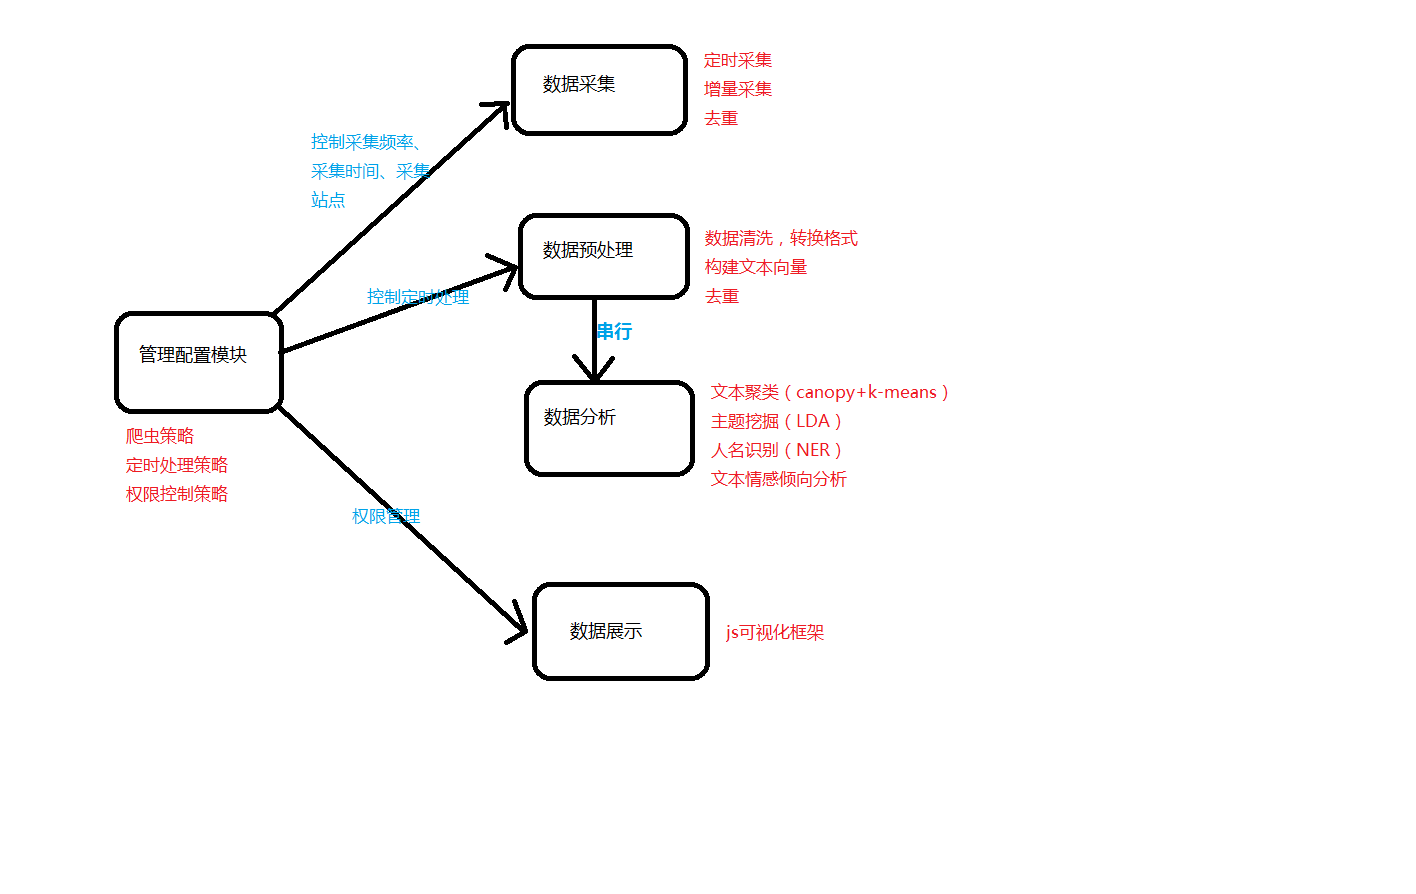 数据采集
定时采集
增量采集
去重
控制采集频率、
采集时间、采集
站点
数据预处理
数据清洗，转换格式
构建文本向量
去重
控制定时处理
串行
管理配置模块
爬虫策略
定时处理策略
权限控制策略
数据分析
文本聚类（canopy+k-means）
主题挖掘（LDA）
人名识别（NER）
文本情感倾向分析
权限管理
数据展示
js可视化框架